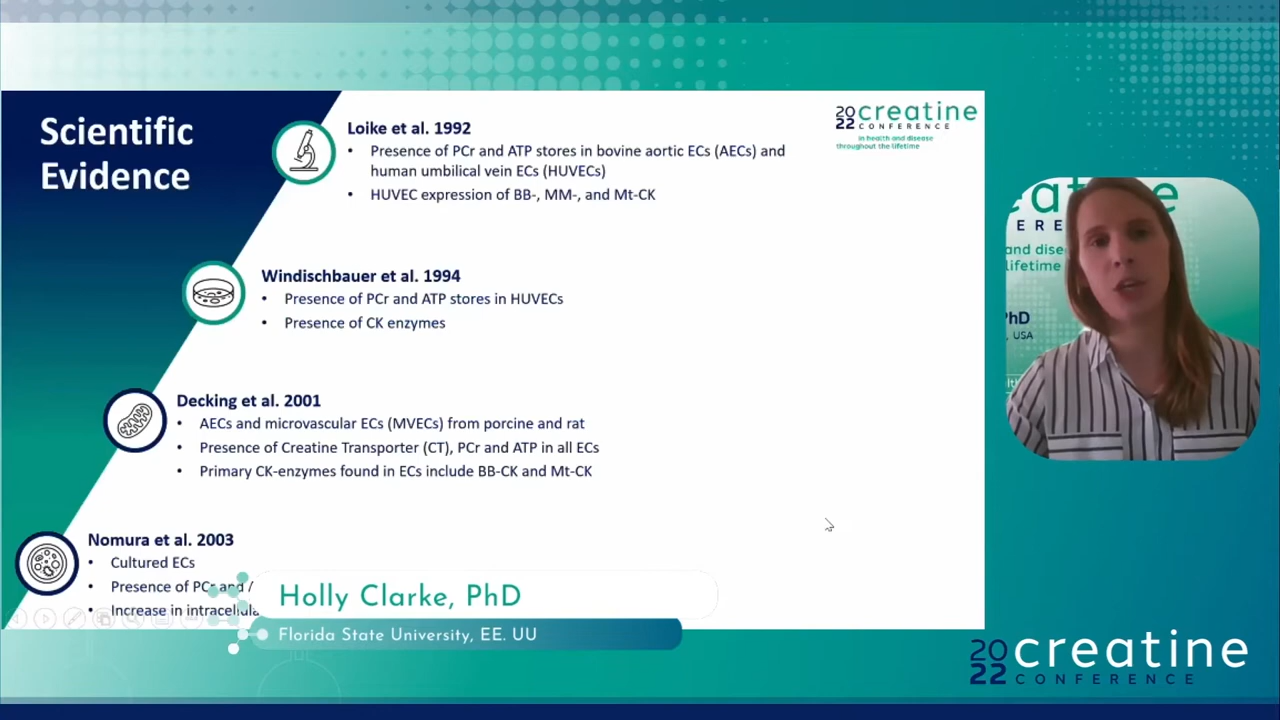 Scientific
Evidence
Loike et al. 1992
• Presence of PCr and ATP stores in bovine aortic ECs (AECs) and
human umbilical vein ECs (HUVECs)
• HUVEC expression of BB-, MM-, and Mt-CK
Windischbauer et al. 1994
• Presence of PCr and ATP stores in HUVECs
• Presence of CK enzymes
Decking et al. 2001
• AECs and microvascular ECs (MVECs) from porcine and rat
• Presence of Creatine Transporter (CT), PCr and ATP in all ECs
• Primary CK-enzymes found in ECs include BB-CK and Mt-CK
Nomura et al. 2003
• Cultured ECs
• Presence of PCr and
• Increase in
2022 creatine
CONFERENCE
in health and disease
throughout the lifetime
and
lifetime
PhD
, USA
Holly Clarke, PhD
Florida State University, EE. UU
2022 creatine
CONFERENCE